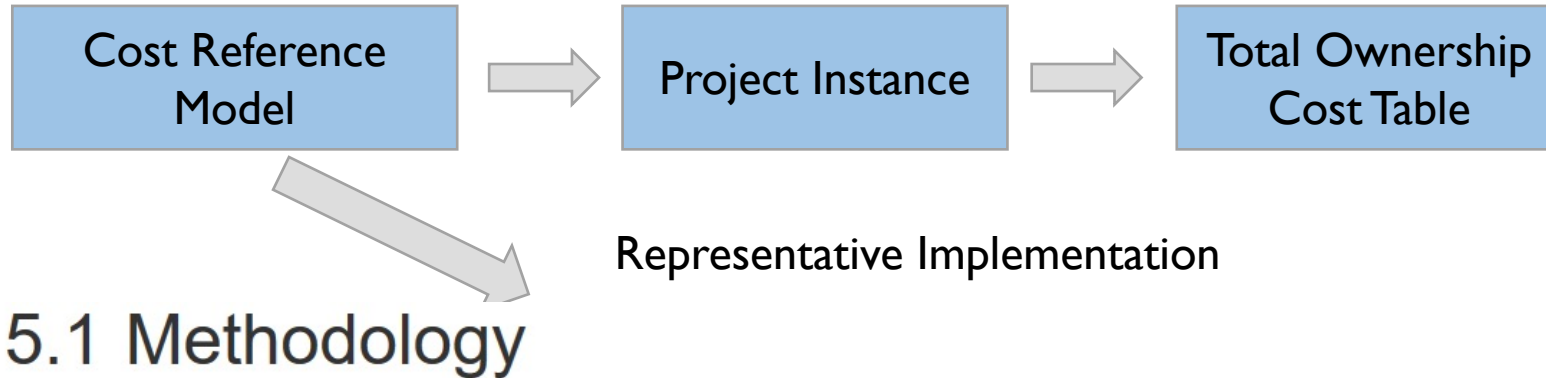 Cost Reference
Model
Project Instance
Total Ownership
Cost Table
Representative Implementation
5.1 Methodology